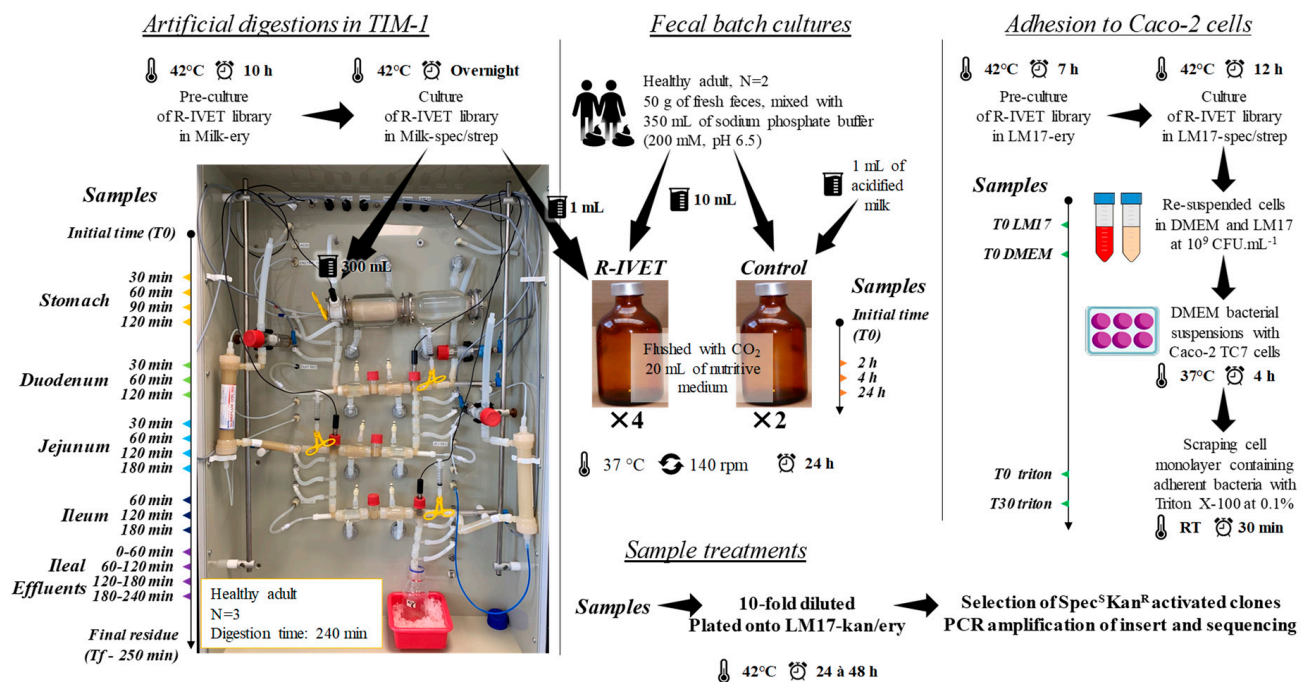 Artificial digestions in TIM-1
42°C 10 h
Pre-culture
of R-IVET library
in Milk-ery
42°C Overnight
Culture
of R-IVET library
in Milk-spec/strep
Samples
Initial time (T0)
300 mL
30 min
60 min
90 min
120 min
Stomach
30 min
60 min
120 min
Duodenum
30 min
60 min
120 min
180 min
Jejunum
60 min
120 min
180 min
Ileum
0-60 min
60-120 min
120-180 min
180-240 min
Ileal
Effluents
Final residue
(Tf - 250 min)
Healthy adult
N=3
Digestion time: 240 min
Fecal batch cultures
Healthy adult, N=2
50 g of fresh feces, mixed with
350 mL of sodium phosphate buffer
(200 mM, pH 6.5)
1 mL
10 mL
1 mL of
acidified
milk
R-IVET
Control
Flushed with CO₂
20 mL of nutritive
medium
×4
×2
Samples
Initial time
(T0)
2 h
4 h
24 h
37 °C 140 rpm 24 h
Adhesion to Caco-2 cells
42°C 7 h
Pre-culture
of R-IVET library
in LM17-ery
42°C 12 h
Culture
of R-IVET library
in LM17-spec/strep
Samples
T0 LM17
T0 DMEM
T0 triton
T30 triton
Re-suspended cells
in DMEM and LM17
at 10⁹ CFU.mL⁻¹
DMEM bacterial
suspensions with
Caco-2 TC7 cells
37°C 4 h
Scraping cell
monolayer containing
adherent bacteria with
Triton X-100 at 0.1%
RT 30 min
Sample treatments
Samples
10-fold diluted
Plated onto LM17-kan/ery
Selection of SpecˢKanᴿ activated clones
PCR amplification of insert and sequencing
42°C 24 à 48 h